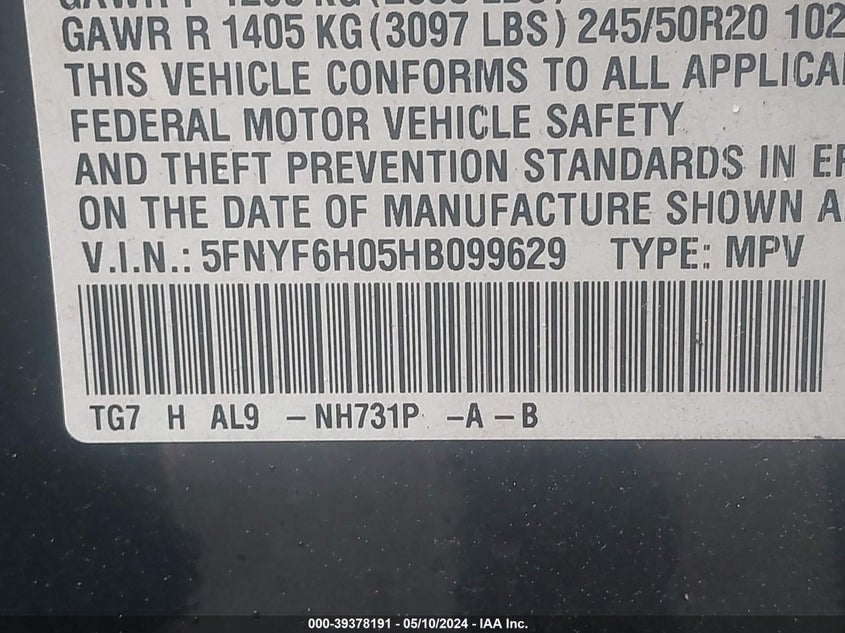 GAWR R 1405 KG (3097 LBS) 245/50R20 102
THIS VEHICLE CONFORMS TO ALL
FEDERAL MOTOR VEHICLE SAFETY
AND THEFT PREVENTION STANDARDS IN
ON THE DATE OF MANUFACTURE SHOWN
V.I.N.: 5FNYF6H05HB099629 TYPE: MPV
TG7 H AL9 -NH731P -A -B
000-39378191 - 05/10/2024 - IAA Inc.